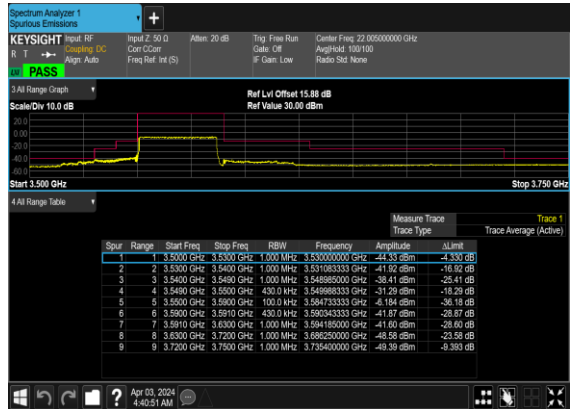 Spectrum Analyzer 1
Spurious Emissions
KEYSIGHT Input: RF Input Z: 50 Ω Atten: 20 dB Trig: Free Run Center Freq: 22.005000000 GHz
R T Coupling: DC Corr CCorr Gate: Off Avg|Hold: 100/100
Align: Auto Freq Ref: Int (S) IF Gain: Low Radio Std: None
PASS
3 All Range Graph
Ref Lvl Offset 15.88 dB
Scale/Div 10.0 dB Ref Value 30.00 dBm
20.0
0.00
-20.0
-40.0
Start 3.500 GHz Stop 3.750 GHz
4 All Range Table
Measure Trace Trace 1
Trace Type Trace Average (Active)
Spur Range Start Freq Stop Freq RBW Frequency Amplitude ΔLimit
1 1 3.5000 GHz 3.5300 GHz 1.000 MHz 3.530000000 GHz -44.33 dBm -4.330 dB
2 2 3.5300 GHz 3.5400 GHz 1.000 MHz 3.531083333 GHz -41.92 dBm -16.92 dB
3 3 3.5400 GHz 3.5490 GHz 1.000 MHz 3.548985000 GHz -38.41 dBm -25.41 dB
4 4 3.5490 GHz 3.5500 GHz 430.0 kHz 3.549988333 GHz -31.29 dBm -18.29 dB
5 5 3.5500 GHz 3.5900 GHz 100.0 kHz 3.584733333 GHz -6.184 dBm -36.18 dB
6 6 3.5900 GHz 3.5910 GHz 430.0 kHz 3.590343333 GHz -41.87 dBm -28.87 dB
7 7 3.5910 GHz 3.6300 GHz 1.000 MHz 3.594185000 GHz -41.60 dBm -28.60 dB
8 8 3.6300 GHz 3.7200 GHz 1.000 MHz 3.686250000 GHz -48.58 dBm -23.58 dB
9 9 3.7200 GHz 3.7500 GHz 1.000 MHz 3.735400000 GHz -49.39 dBm -9.393 dB
Apr 03, 2024
4:40:51 AM